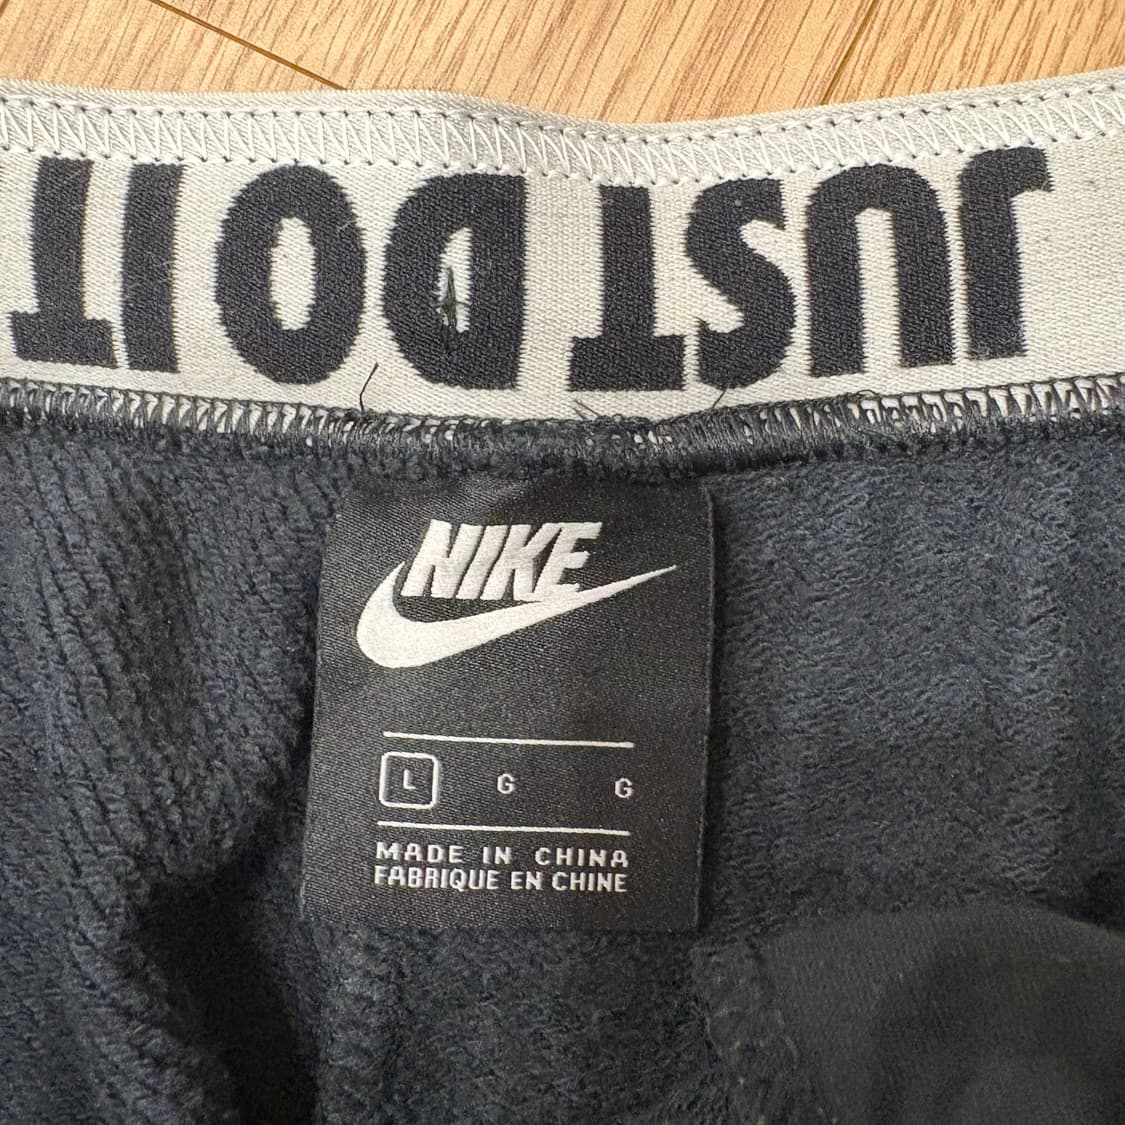 JUST DO IT
NIKE
L G G
MADE IN CHINA
FABRIQUE EN CHINE